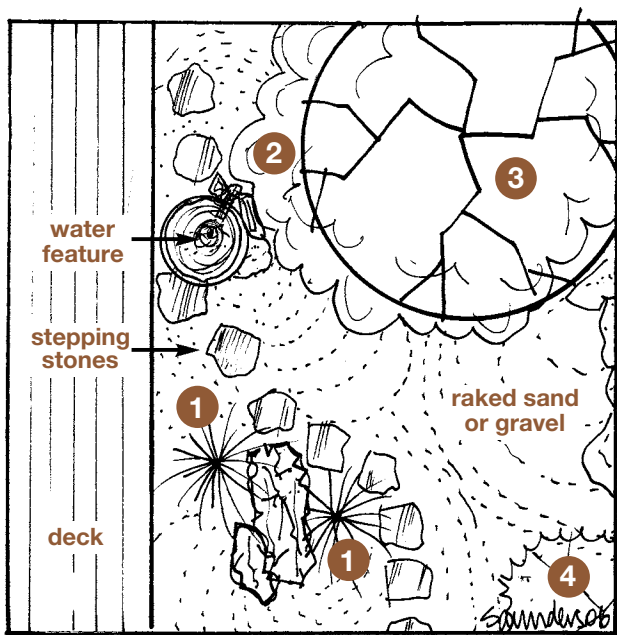 2
3
water
feature
stepping
stones
1
raked sand
or gravel
deck
1
4
Saunders06